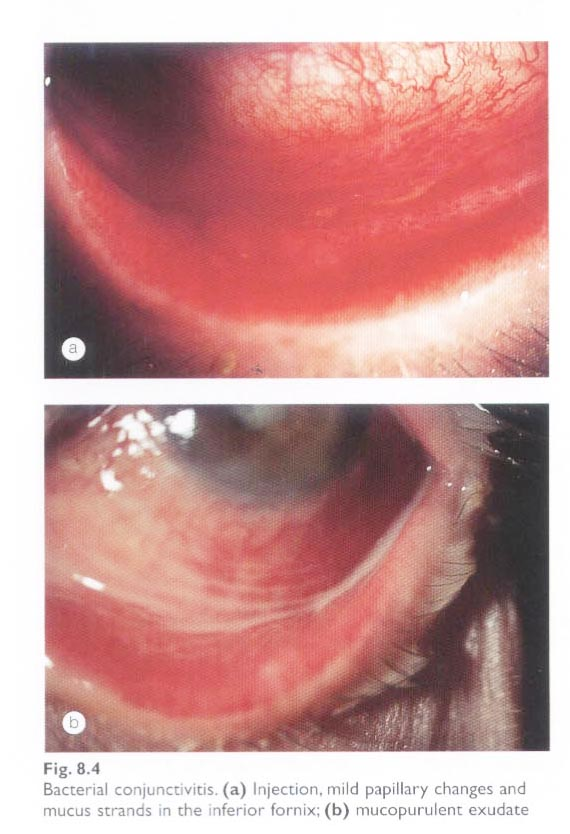 a
b
Fig. 8.4
Bacterial conjunctivitis. (a) Injection, mild papillary changes and
mucus strands in the inferior fornix; (b) mucopurulent exudate